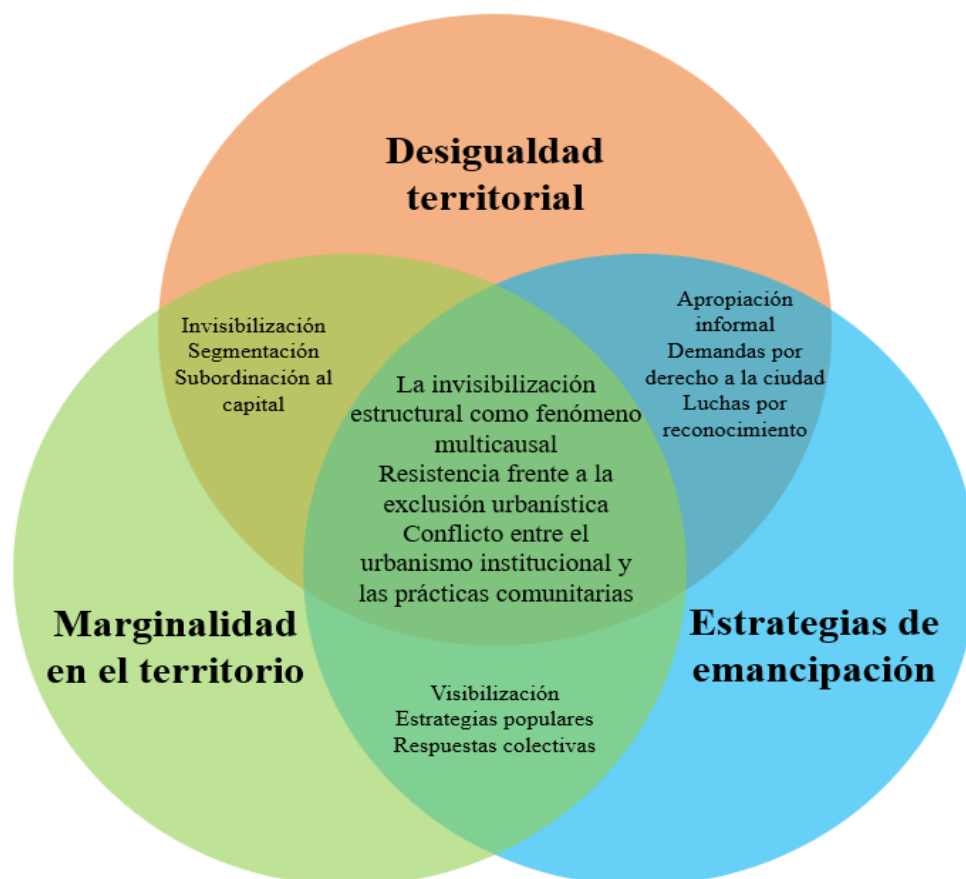 Desigualdad
territorial
Invisibilización
Segmentación
Subordinación al
capital
Apropiación
informal
Demandas por
derecho a la ciudad
Luchas por
reconocimiento
La invisibilización
estructural como fenómeno
multicausal
Resistencia frente a la
exclusión urbanística
Conflicto entre el
urbanismo institucional y
las prácticas comunitarias
Marginalidad
en el territorio
Estrategias de
emancipación
Visibilización
Estrategias populares
Respuestas colectivas